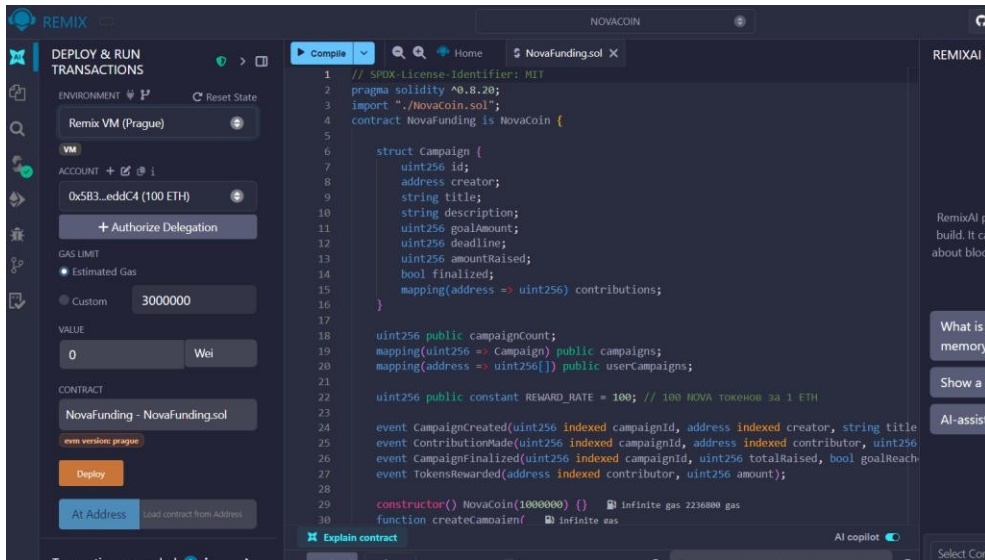 REMIX
NOVACOIN
DEPLOY & RUN
TRANSACTIONS
ENVIRONMENT
Reset State
Remix VM (Prague)
VM
ACCOUNT
0x5B3...eddC4 (100 ETH)
+ Authorize Delegation
GAS LIMIT
Estimated Gas
Custom
3000000
VALUE
0
Wei
CONTRACT
NovaFunding - NovaFunding.sol
evm version: prague
Deploy
At Address
Load contract from Address
Compile
Home
NovaFunding.sol
1 // SPDX-License-Identifier: MIT
2 pragma solidity ^0.8.20;
3 import "./NovaCoin.sol";
4 contract NovaFunding is NovaCoin {
5
6 struct Campaign {
7 uint256 id;
8 address creator;
9 string title;
10 string description;
11 uint256 goalAmount;
12 uint256 deadline;
13 uint256 amountRaised;
14 bool finalized;
15 mapping(address => uint256) contributions;
16 }
17
18 uint256 public campaignCount;
19 mapping(uint256 => Campaign) public campaigns;
20 mapping(address => uint256[]) public userCampaigns;
21
22 uint256 public constant REWARD_RATE = 100; // 100 NOVA токенов за 1 ETH
23
24 event CampaignCreated(uint256 indexed campaignId, address indexed creator, string title
25 event ContributionMade(uint256 indexed campaignId, address indexed contributor, uint256
26 event CampaignFinalized(uint256 indexed campaignId, uint256 totalRaised, bool goalReach
27 event TokensRewarded(address indexed contributor, uint256 amount);
28
29 constructor() NovaCoin(1000000) {} infinite gas 2236800 gas
30 function createCampaign( infinite gas
Explain contract
AI copilot
REMIXAI
RemixAI
build. It
about
What is
memory
Show a
AI-assis
Select